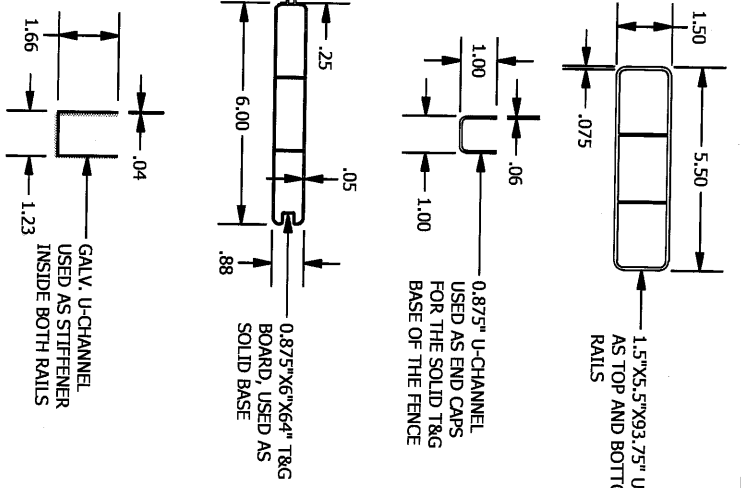 1.50
5.50
.075
1.5"X5.5"X93.75" U
AS TOP AND BOTTO
RAILS
1.00
.06
1.00
0.875" U-CHANNEL
USED AS END CAPS
FOR THE SOLID T&G
BASE OF THE FENCE
.25
6.00
.05
.88
0.875"X6"X64" T&G
BOARD, USED AS
SOLID BASE
1.66
.04
1.23
GALV. U-CHANNEL
USED AS STIFFENER
INSIDE BOTH RAILS